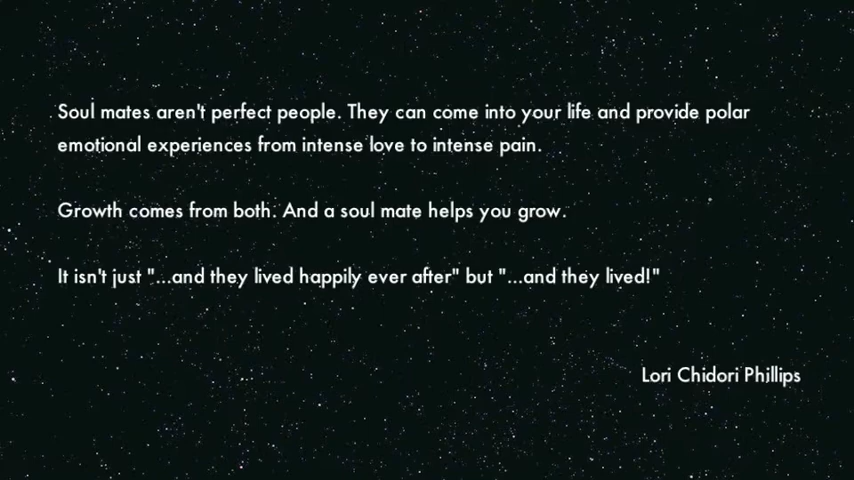 Soul mates aren't perfect people. They can come into your life and provide polar
emotional experiences from intense love to intense pain.
Growth comes from both. And a soul mate helps you grow.
It isn't just "...and they lived happily ever after" but "...and they lived!"
Lori Chidori Phillips